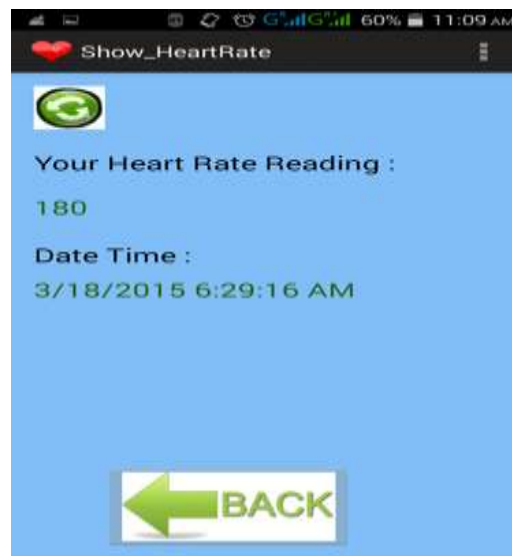 60% 11:09 AM
Show_HeartRate
Your Heart Rate Reading :
180
Date Time :
3/18/2015 6:29:16 AM
BACK